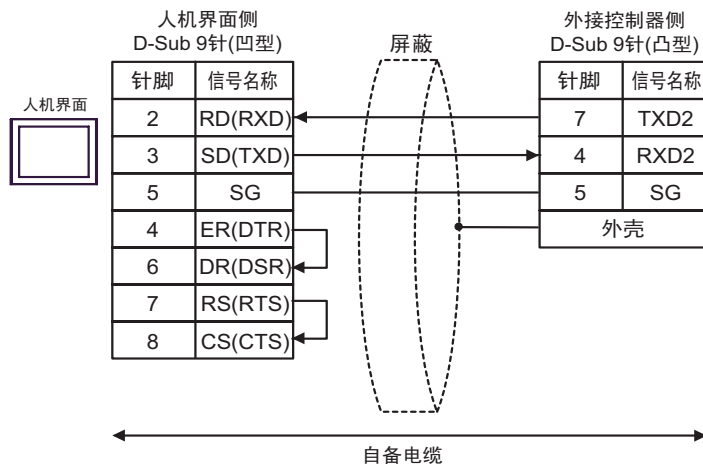 人机界面侧
D-Sub 9针(凹型)
屏蔽
外接控制器侧
D-Sub 9针(凸型)
人机界面
针脚 信号名称
2 RD(RXD)
3 SD(TXD)
5 SG
4 ER(DTR)
6 DR(DSR)
7 RS(RTS)
8 CS(CTS)
针脚 信号名称
7 TXD2
4 RXD2
5 SG
外壳
自备电缆